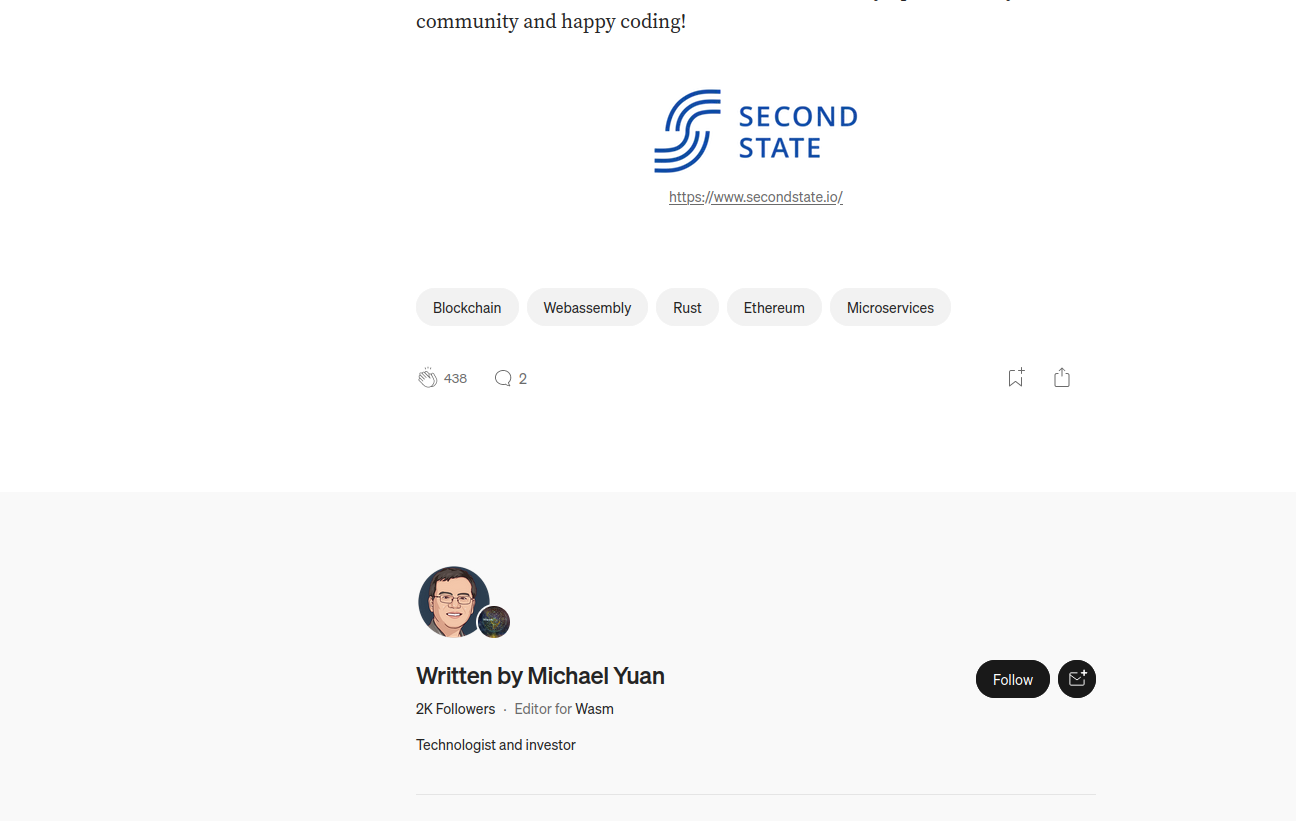 community and happy coding!
SECOND
STATE
https://www.secondstate.io/
Blockchain Webassembly Rust Ethereum Microservices
438 2
Written by Michael Yuan
Follow
2K Followers · Editor for Wasm
Technologist and investor